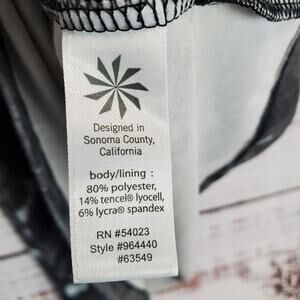 Designed in
Sonoma County,
California
body/lining :
80% polyester,
14% tencel® lyocell,
6% lycra® spandex
RN #54023
Style #964440
#63549